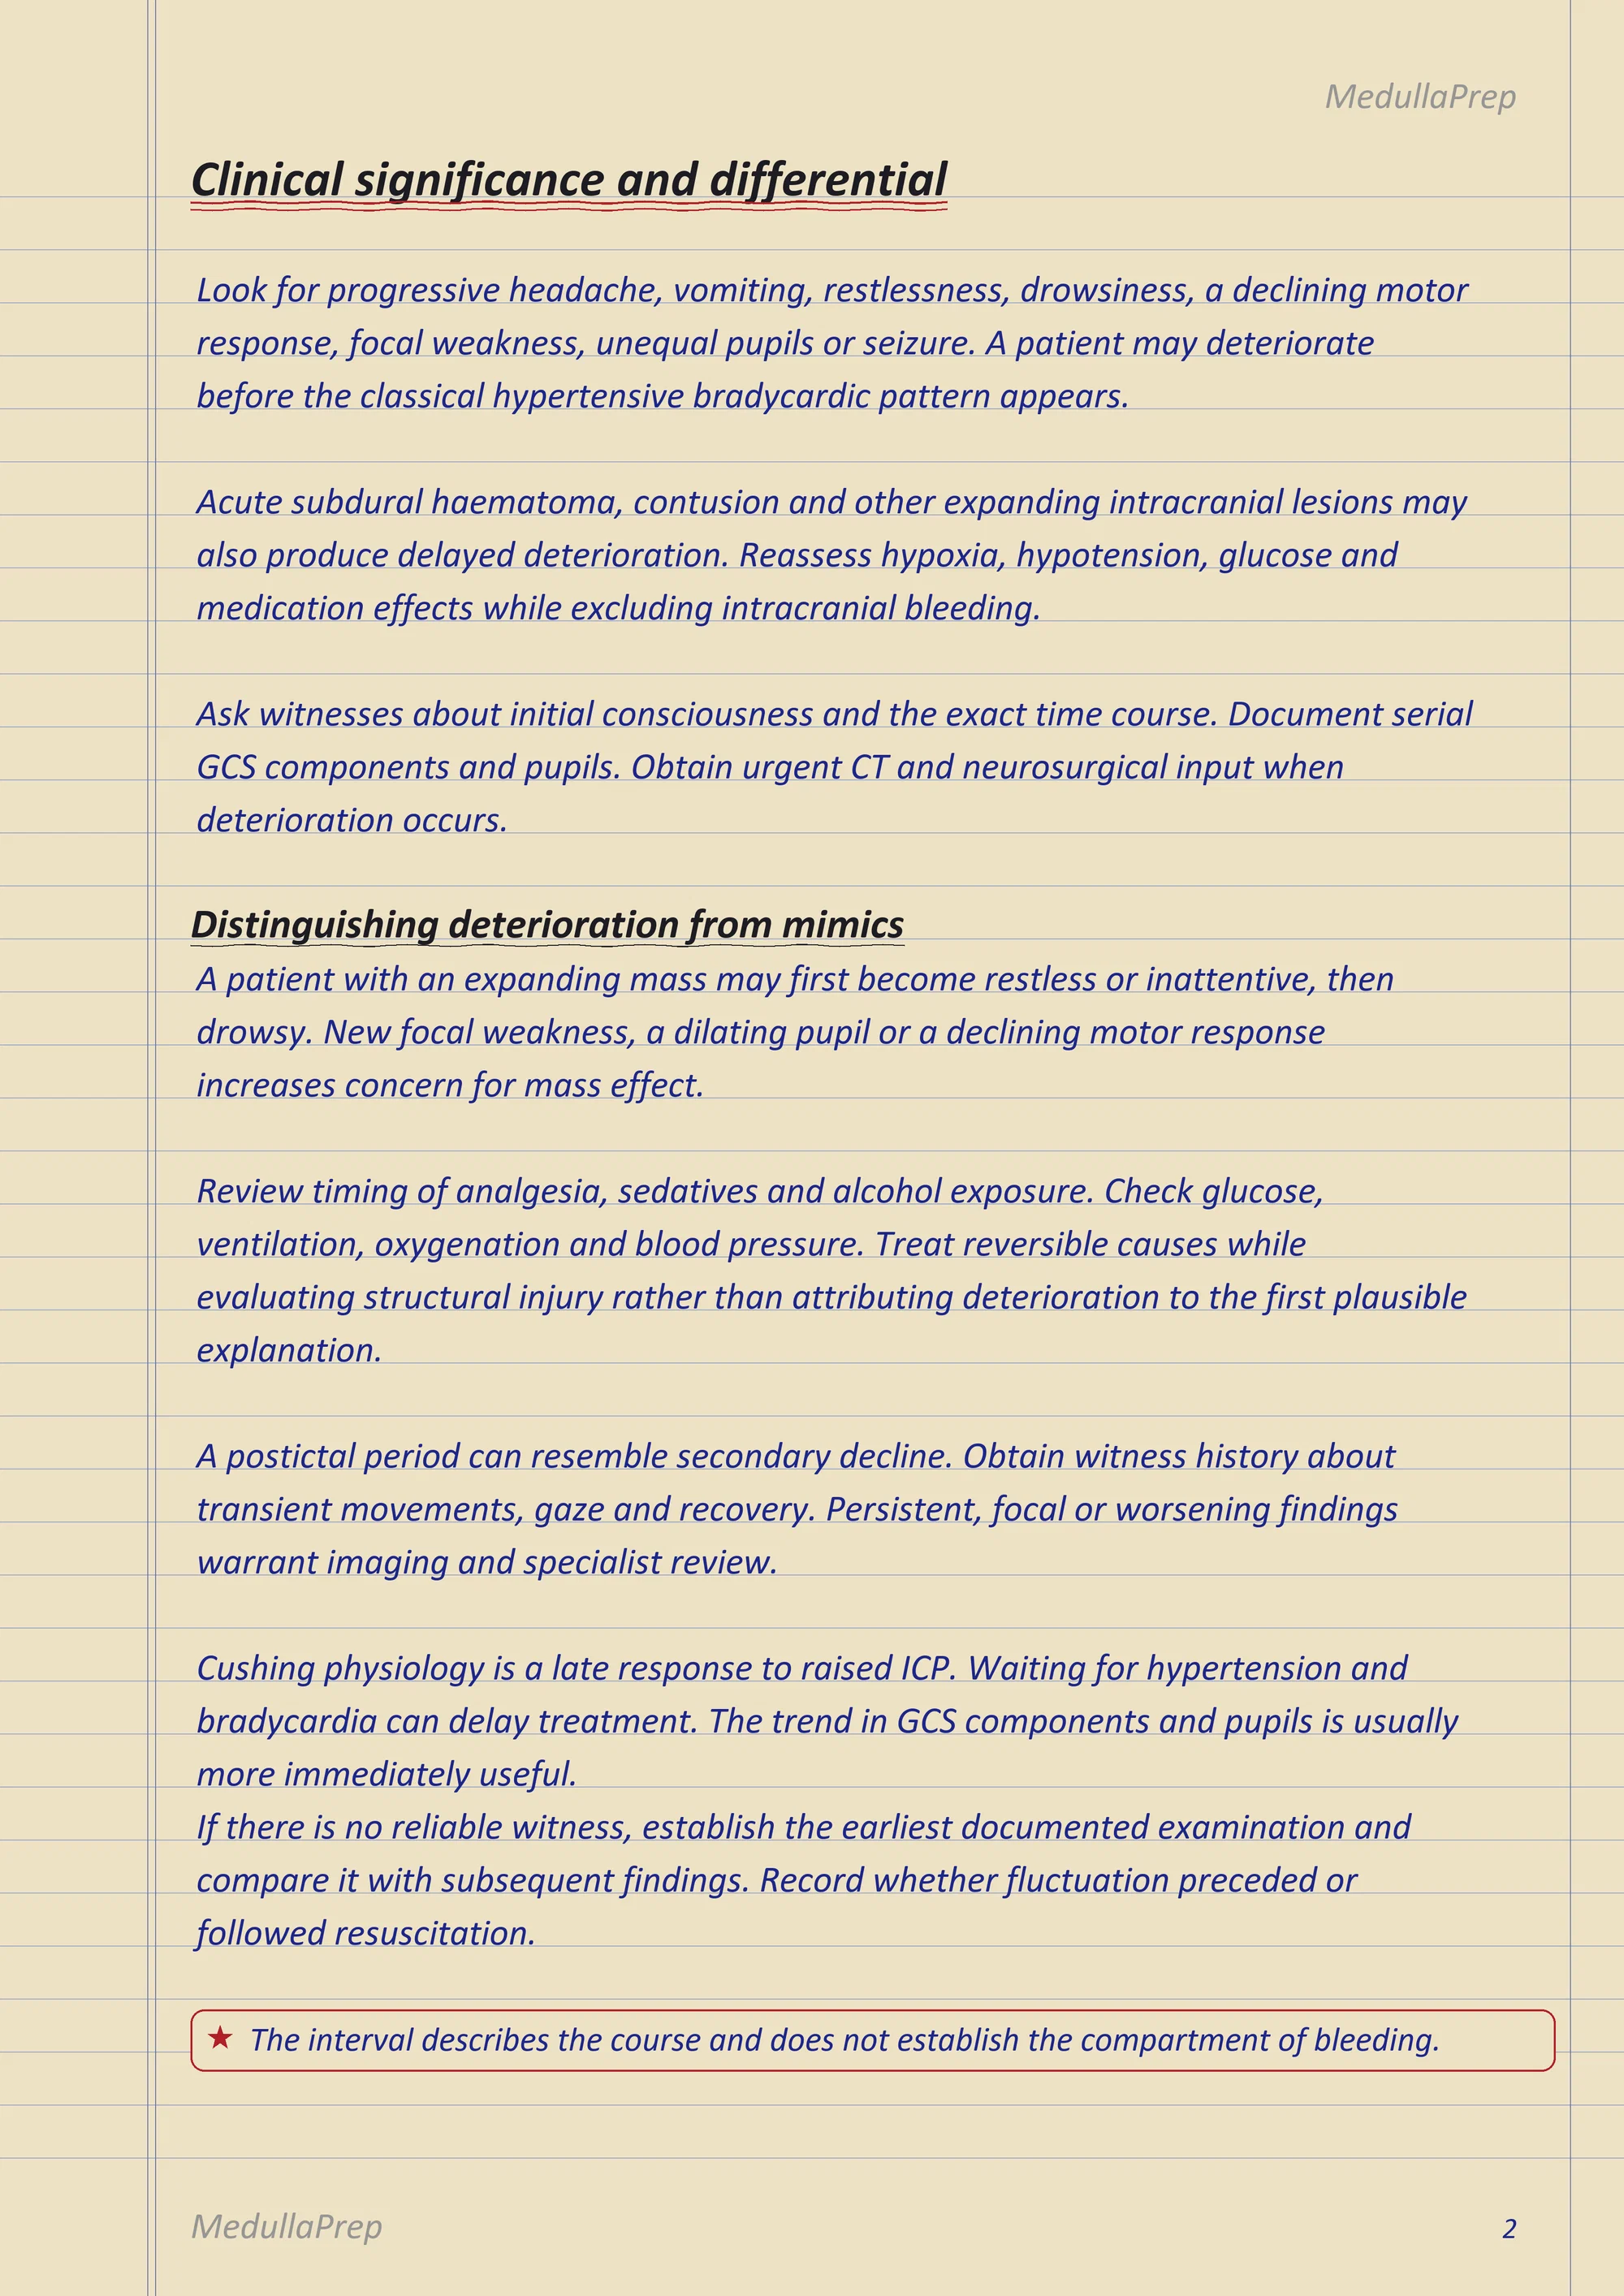 MedullaPrep
Clinical significance and differential
Look for progressive headache, vomiting, restlessness, drowsiness, a declining motor
response, focal weakness, unequal pupils or seizure. A patient may deteriorate
before the classical hypertensive bradycardic pattern appears.
Acute subdural haematoma, contusion and other expanding intracranial lesions may
also produce delayed deterioration. Reassess hypoxia, hypotension, glucose and
medication effects while excluding intracranial bleeding.
Ask witnesses about initial consciousness and the exact time course. Document serial
GCS components and pupils. Obtain urgent CT and neurosurgical input when
deterioration occurs.
Distinguishing deterioration from mimics
A patient with an expanding mass may first become restless or inattentive, then
drowsy. New focal weakness, a dilating pupil or a declining motor response
increases concern for mass effect.
Review timing of analgesia, sedatives and alcohol exposure. Check glucose,
ventilation, oxygenation and blood pressure. Treat reversible causes while
evaluating structural injury rather than attributing deterioration to the first plausible
explanation.
A postictal period can resemble secondary decline. Obtain witness history about
transient movements, gaze and recovery. Persistent, focal or worsening findings
warrant imaging and specialist review.
Cushing physiology is a late response to raised ICP. Waiting for hypertension and
bradycardia can delay treatment. The trend in GCS components and pupils is usually
more immediately useful.
If there is no reliable witness, establish the earliest documented examination and
compare it with subsequent findings. Record whether fluctuation preceded or
followed resuscitation.
★ The interval describes the course and does not establish the compartment of bleeding.
MedullaPrep
2